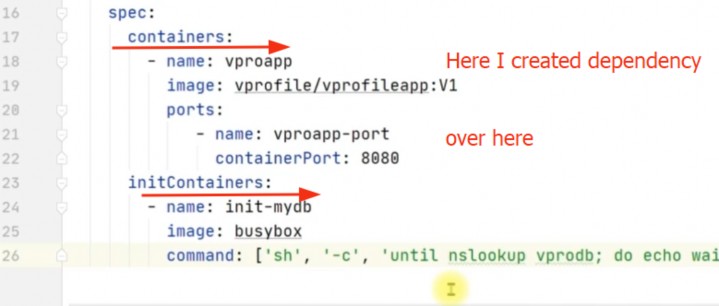 16 spec:
17 containers:
18 - name: vproapp
Here I created dependency
19 image: vprofile/vprofileapp:V1
20 ports:
21 - name: vproapp-port
over here
22 containerPort: 8080
23 initContainers:
24 - name: init-mydb
25 image: busybox
26 command: ['sh', '-c', 'until nslookup vprodb; do echo wai